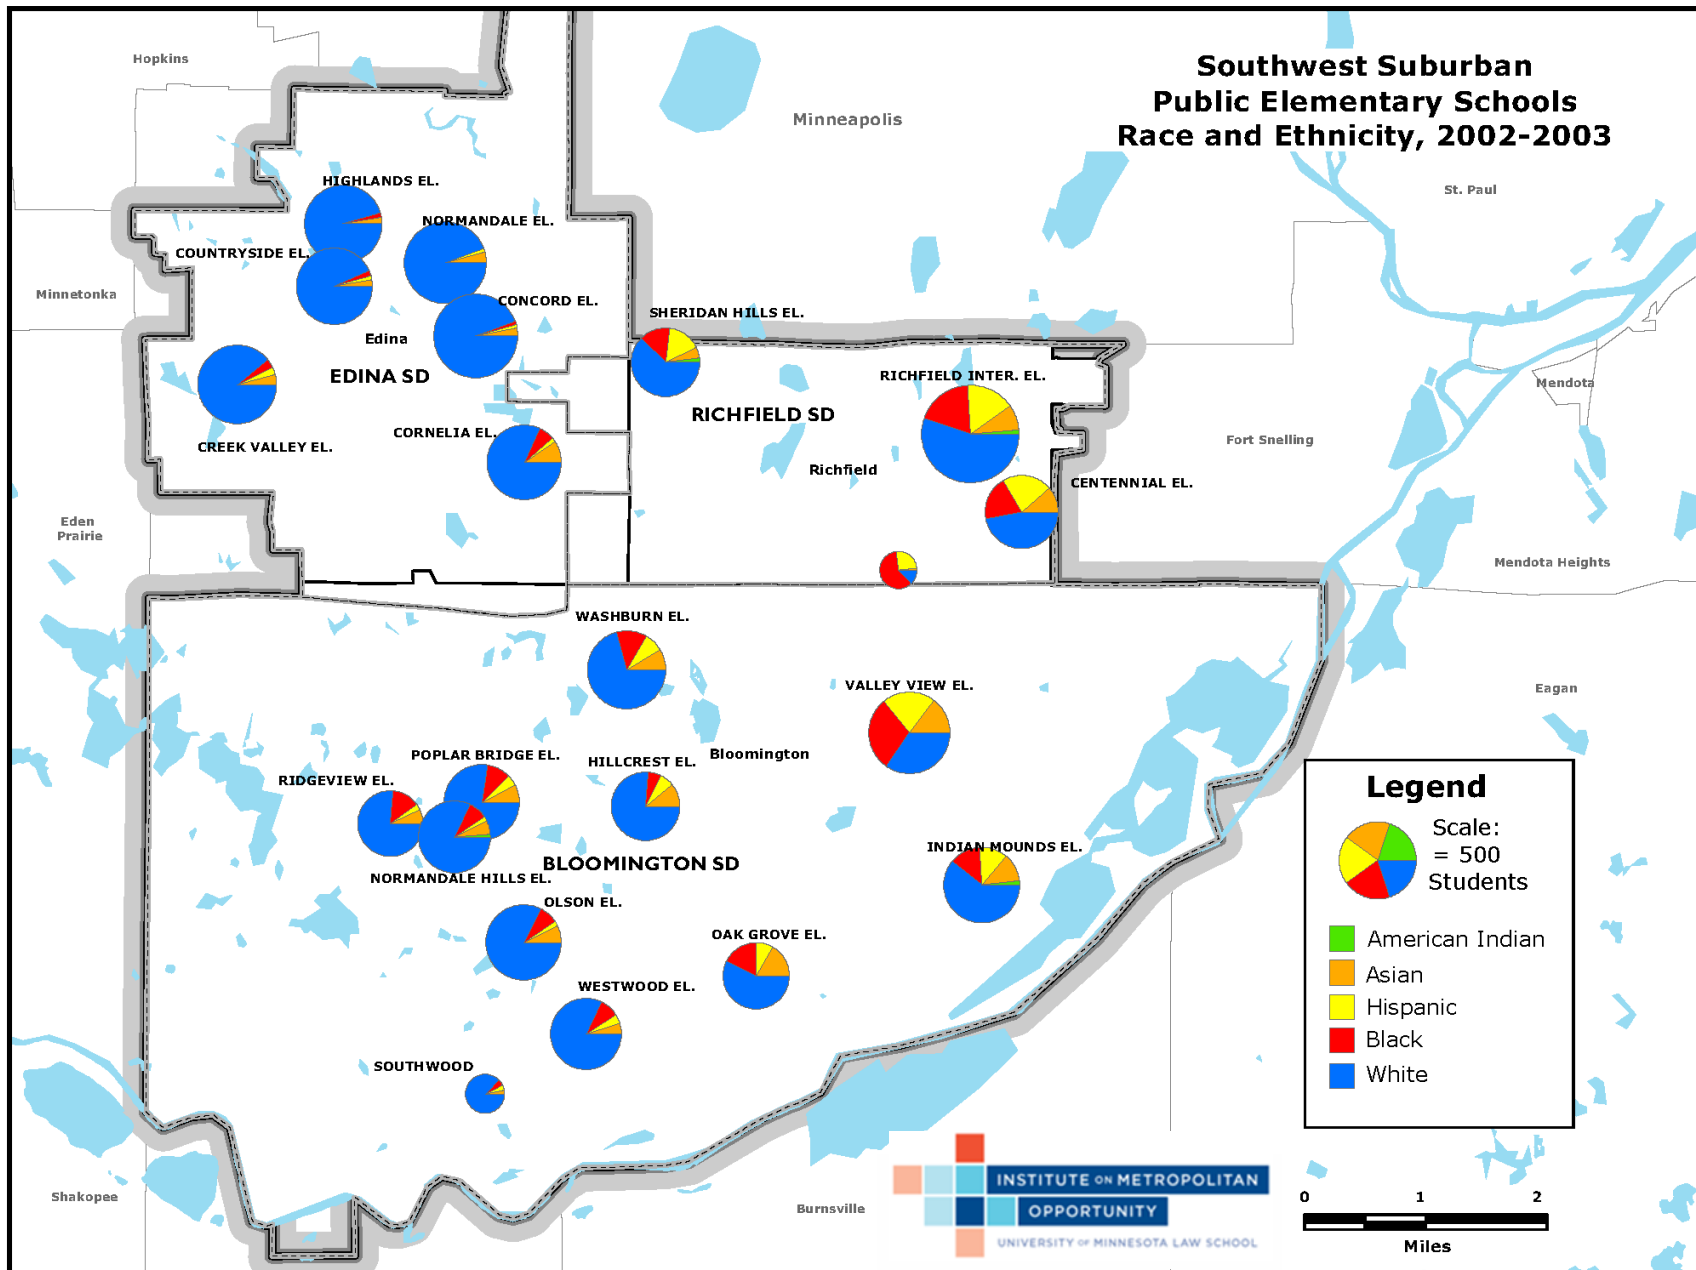 Southwest Suburban
Public Elementary Schools
Race and Ethnicity, 2002-2003
Hopkins
Minneapolis
St. Paul
HIGHLANDS EL.
NORMANDALE EL.
COUNTRYSIDE EL.
Minnetonka
CONCORD EL.
SHERIDAN HILLS EL.
Edina
EDINA SD
RICHFIELD INTER. EL.
Mendota
RICHFIELD SD
CORNELIA EL.
CREEK VALLEY EL.
Fort Snelling
Richfield
CENTENNIAL EL.
Eden
Prairie
Mendota Heights
WASHBURN EL.
VALLEY VIEW EL.
Eagan
POPLAR BRIDGE EL.
Bloomington
HILLCREST EL.
RIDGEVIEW EL.
INDIAN MOUNDS EL.
BLOOMINGTON SD
NORMANDALE HILLS EL.
OLSON EL.
OAK GROVE EL.
WESTWOOD EL.
SOUTHWOOD
Legend
Scale:
= 500
Students
American Indian
Asian
Hispanic
Black
White
Shakopee
Burnsville
INSTITUTE ON METROPOLITAN
OPPORTUNITY
UNIVERSITY OF MINNESOTA LAW SCHOOL
0 1 2
Miles